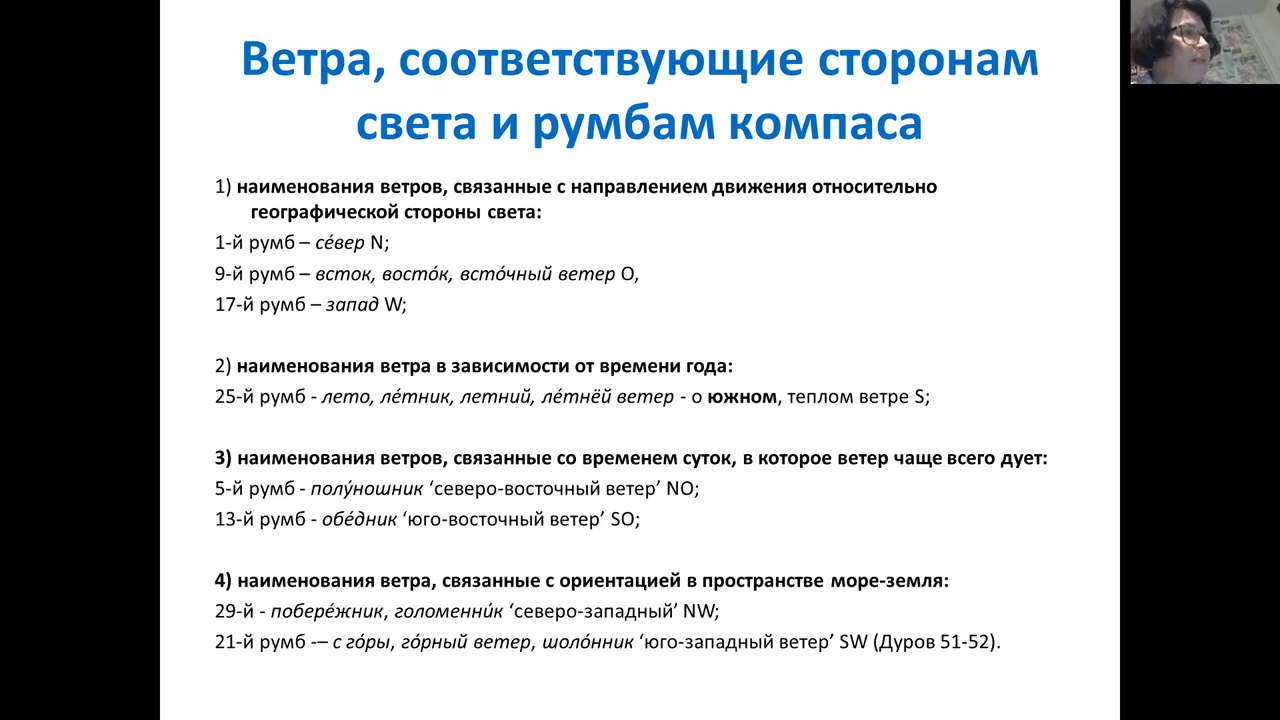 Ветра, соответствующие сторонам
света и румбам компаса
1) наименования ветров, связанные с направлением движения относительно
географической стороны света:
1-й румб – се́вер N;
9-й румб – всток, восто́к, всто́чный ветер O,
17-й румб – запад W;
2) наименования ветра в зависимости от времени года:
25-й румб - лето, ле́тник, летний, ле́тнёй ветер - о южном, теплом ветре S;
3) наименования ветров, связанные со временем суток, в которое ветер чаще всего дует:
5-й румб - полу́ношник ‘северо-восточный ветер’ NO;
13-й румб - обе́дник ‘юго-восточный ветер’ SO;
4) наименования ветра, связанные с ориентацией в пространстве море-земля:
29-й - побере́жник, голоменни́к ‘северо-западный’ NW;
21-й румб -– с го́ры, го́рный ветер, шоло́нник ‘юго-западный ветер’ SW (Дуров 51-52).